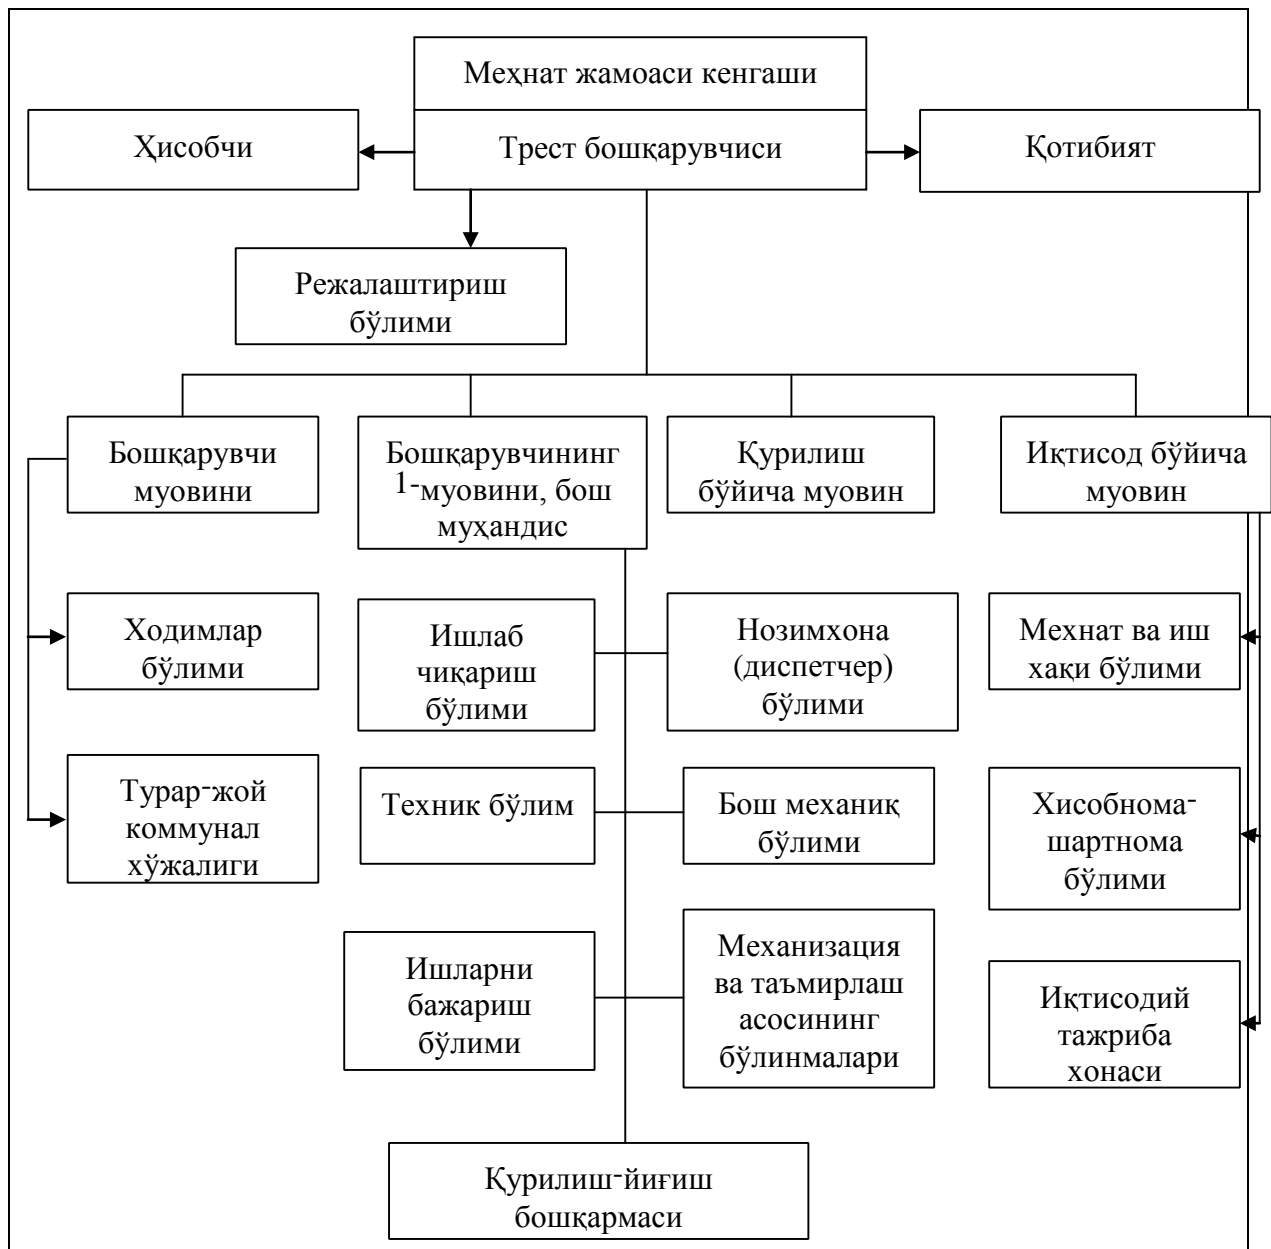 Меҳнат жамоаси кенгаши
Ҳисобчи
Трест бошқарувчиси
Қотибият
Режалаштириш
бўлими
Бошқарувчи
муовини
Бошқарувчининг
1-муовини, бош
муҳандис
Қурилиш
бўйича муовин
Иқтисод бўйича
муовин
Ходимлар
бўлими
Ишлаб
чиқариш
бўлими
Нозимхона
(диспетчер)
бўлими
Мехнат ва иш
хақи бўлими
Турар-жой
коммунал
хўжалиги
Техник бўлим
Бош механиқ
бўлими
Хисобнома-
шартнома
бўлими
Ишларни
бажариш
бўлими
Механизация
ва таъмирлаш
асосининг
бўлинмалари
Иқтисодий
тажриба
хонаси
Қурилиш-йиғиш
бошқармаси